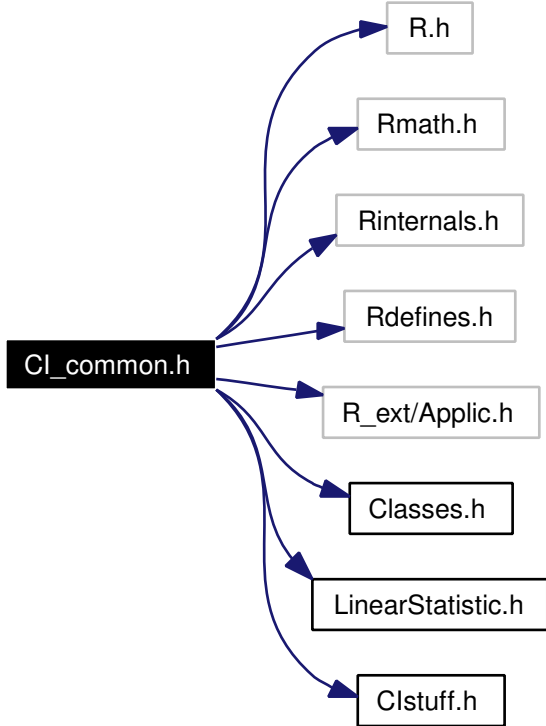 R.h
Rmath.h
Rinternals.h
Rdefines.h
CI_common.h
R_ext/Applic.h
Classes.h
LinearStatistic.h
CIstuff.h